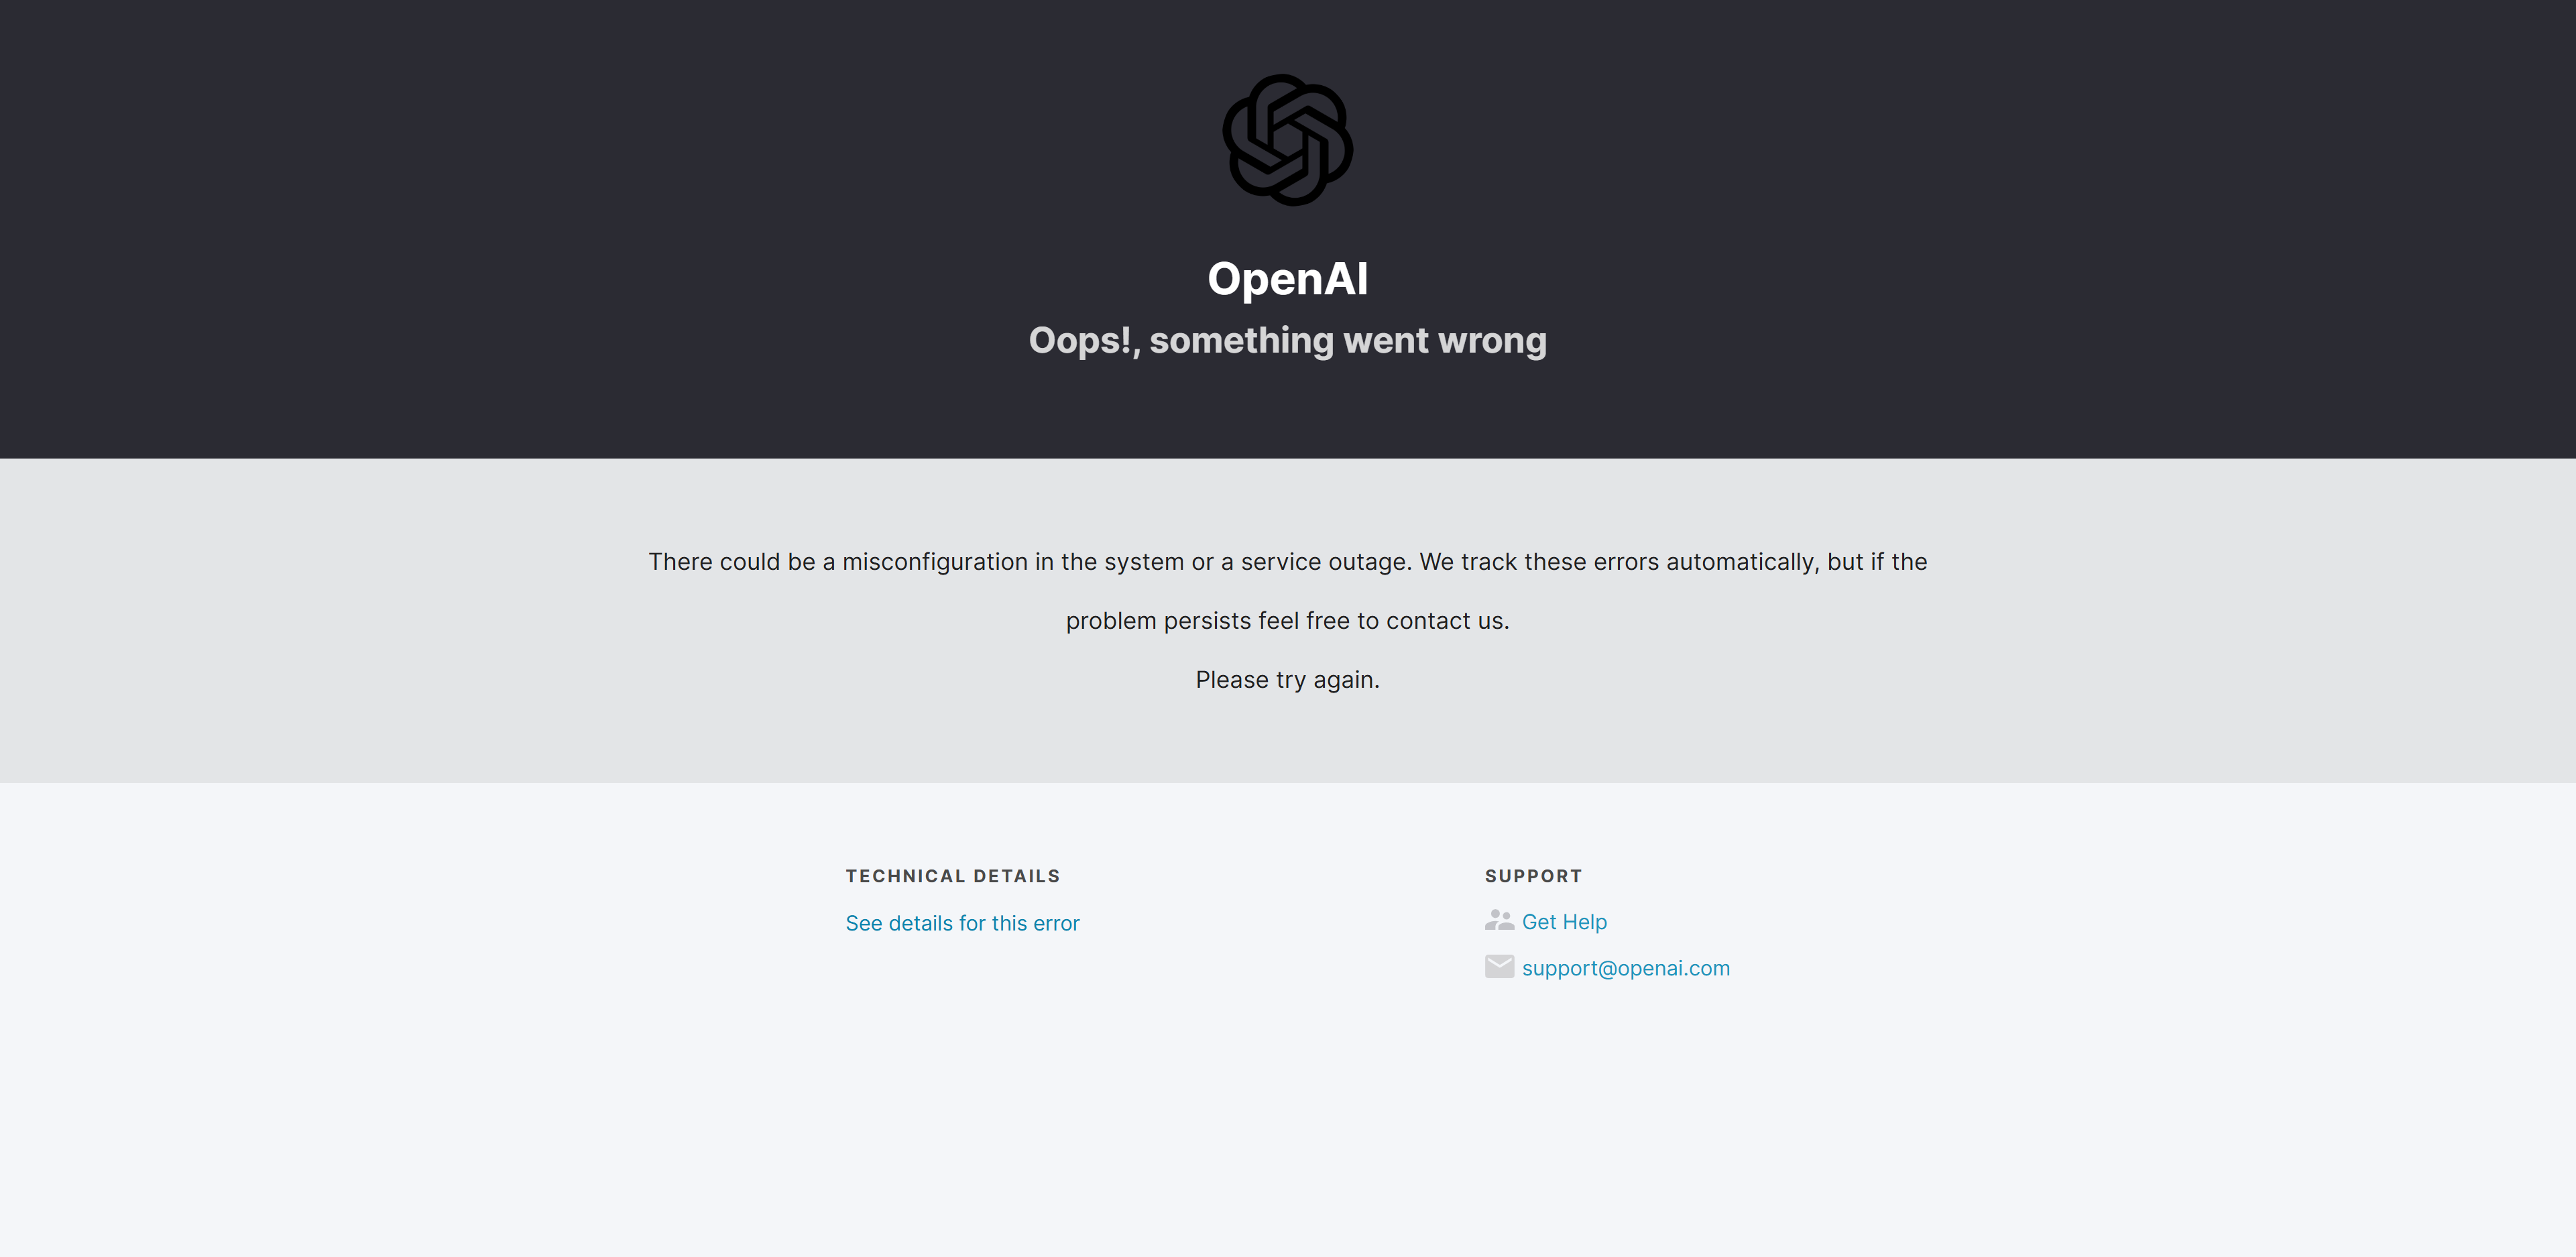 OpenAI
Oops!, something went wrong
There could be a misconfiguration in the system or a service outage. We track these errors automatically, but if the
problem persists feel free to contact us.
Please try again.
TECHNICAL DETAILS
See details for this error
SUPPORT
Get Help
support@openai.com